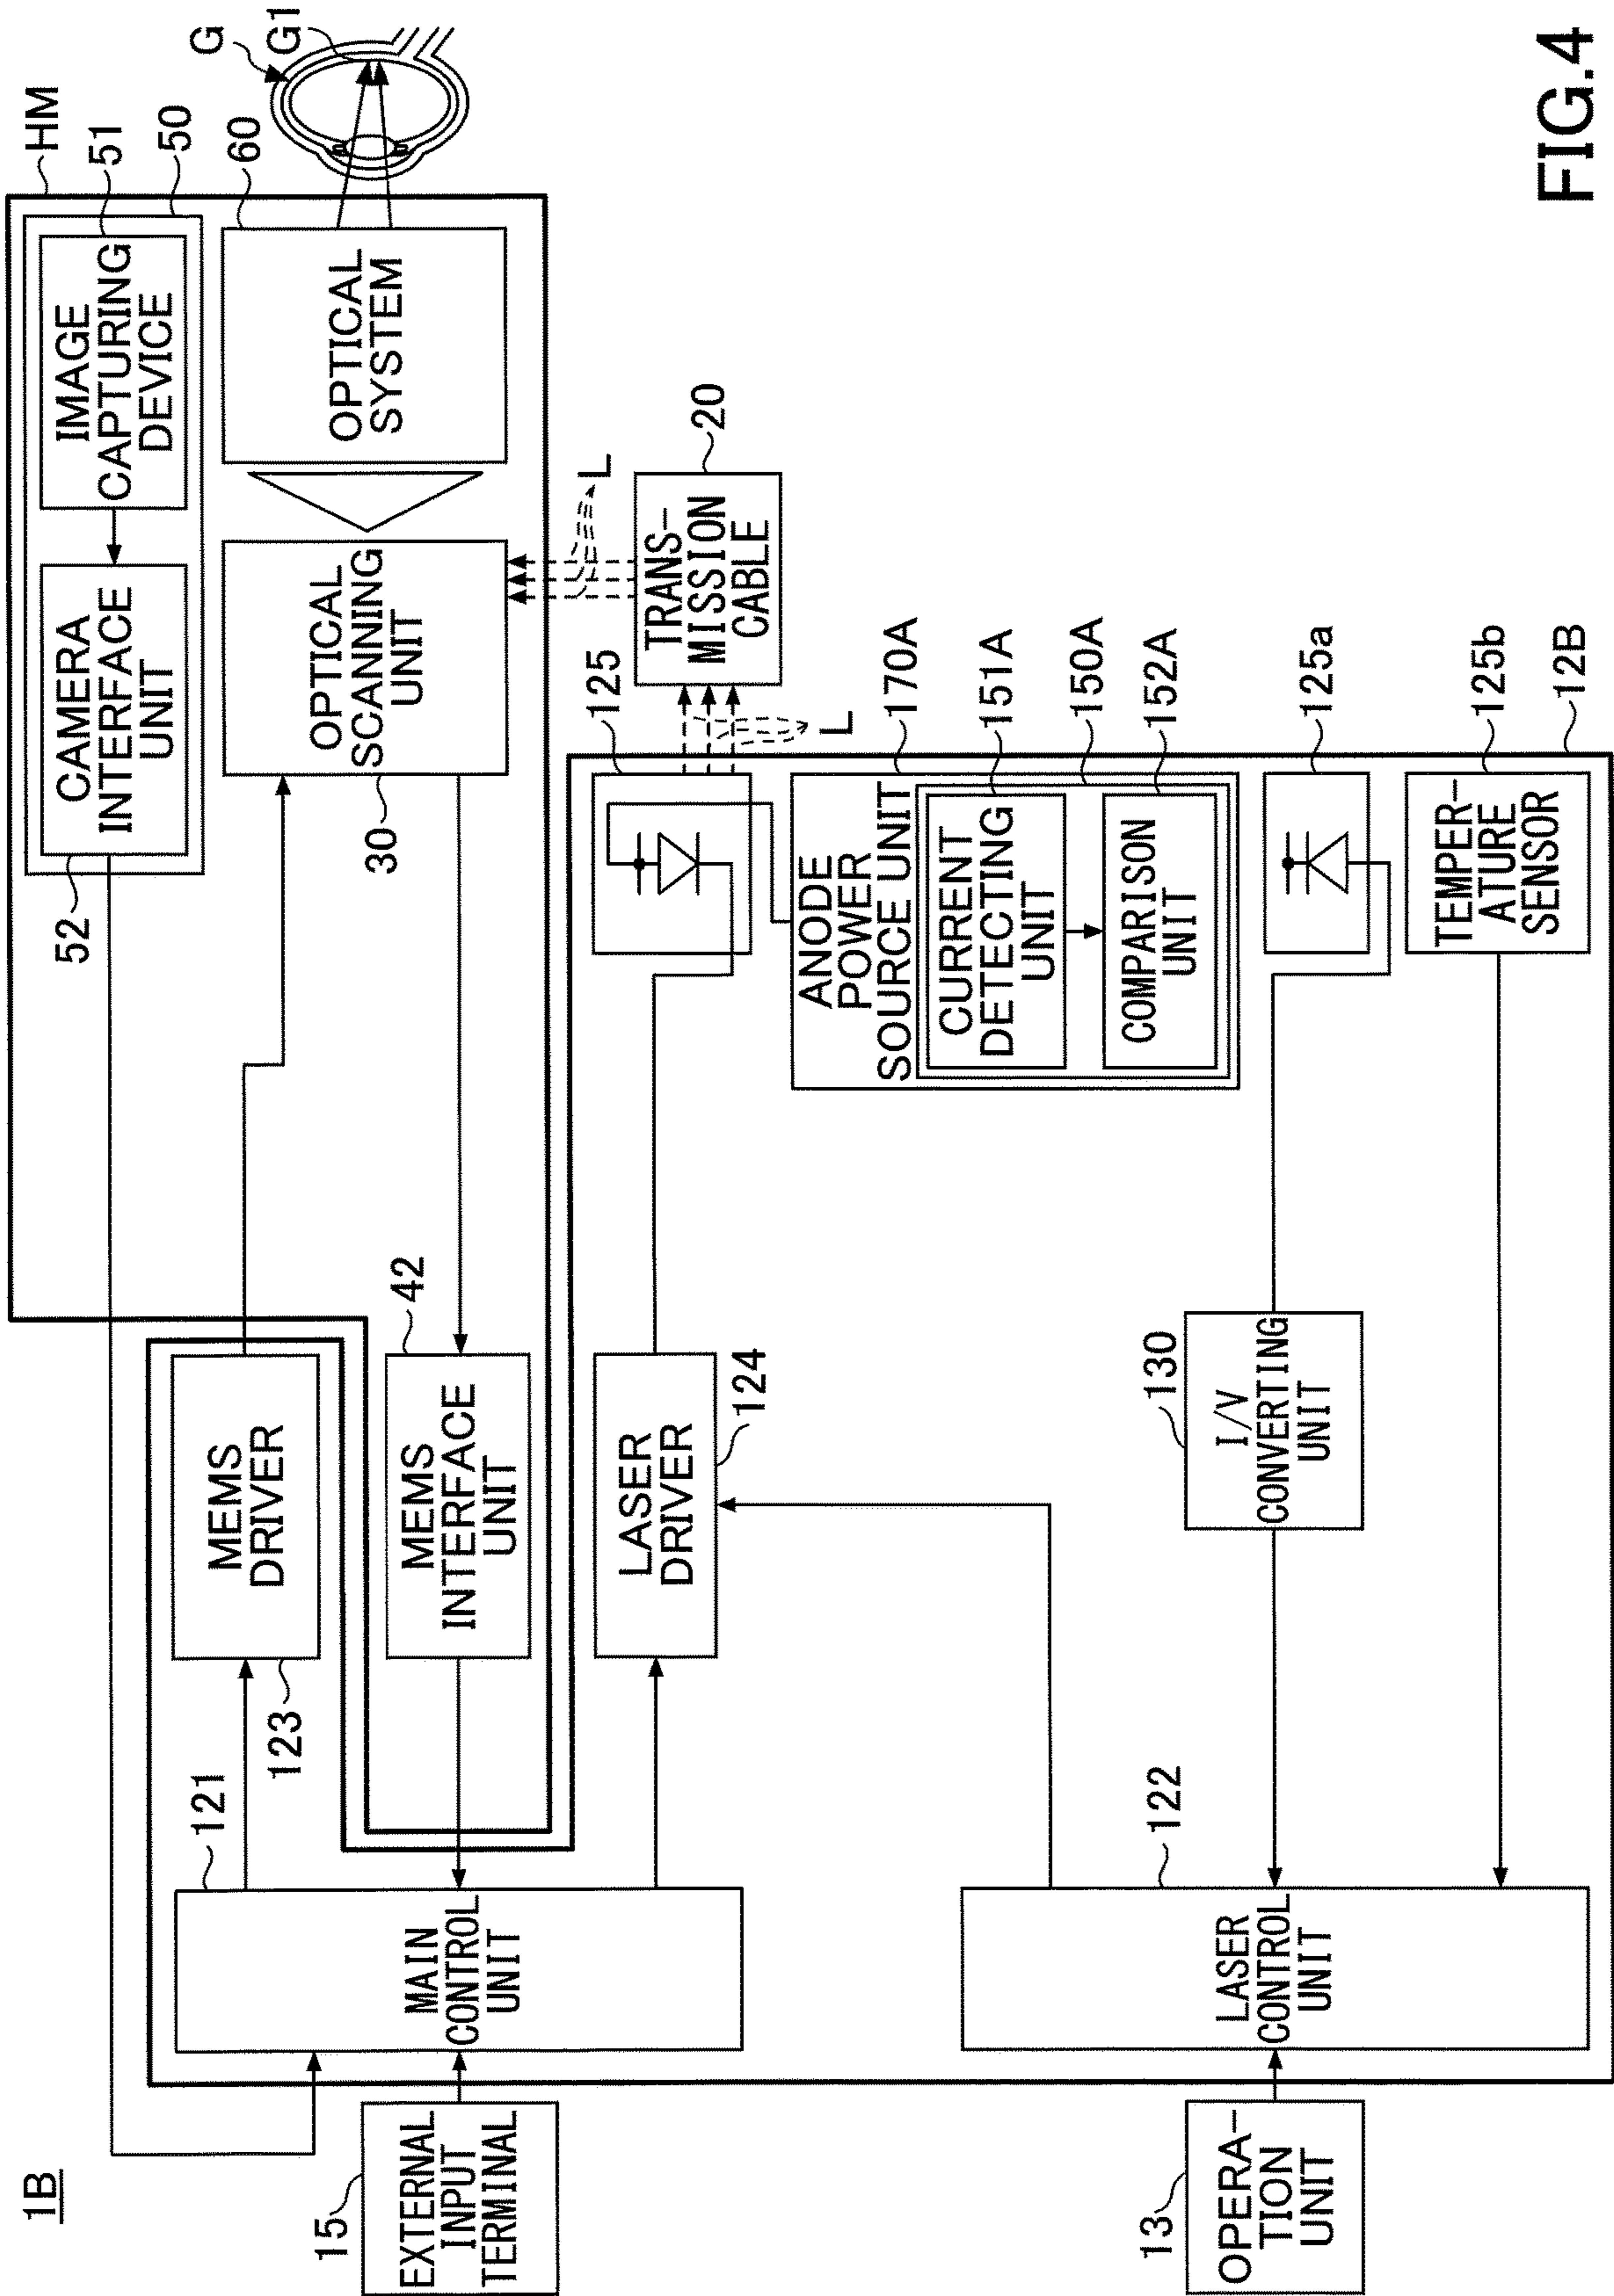 1B
15
EXTERNAL
INPUT
TERMINAL
13
OPERA-
TION
UNIT
121
MAIN
CONTROL
UNIT
122
LASER
CONTROL
UNIT
MEMS
DRIVER
123
42
MEMS
INTERFACE
UNIT
LASER
DRIVER
124
130
I/V
CONVERTING
UNIT
52
CAMERA
INTERFACE
UNIT
IMAGE
CAPTURING
DEVICE
51
50
HM
30
OPTICAL
SCANNING
UNIT
OPTICAL
SYSTEM
60
G
G1
L
TRANS-
MISSION
CABLE
20
L
125
ANODE
POWER
SOURCE UNIT
170A
CURRENT
DETECTING
UNIT
151A
150A
COMPARISON
UNIT
152A
125a
TEMPER-
ATURE
SENSOR
125b
12B
FIG.4